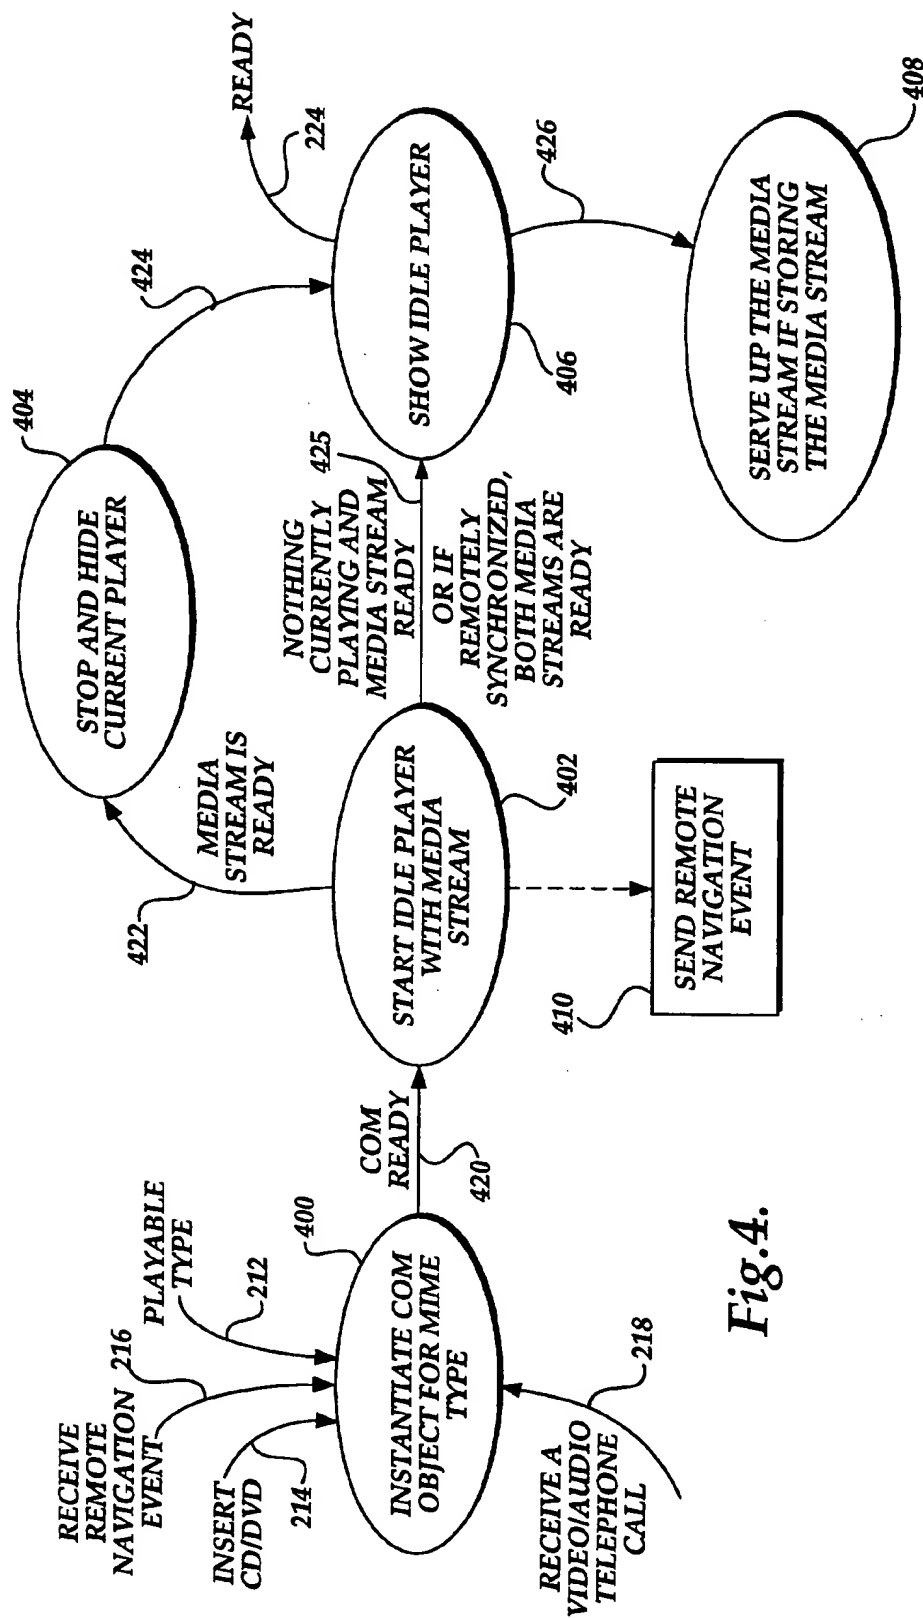 RECEIVE
REMOTE
NAVIGATION
EVENT
216
PLAYABLE
TYPE
212
INSERT
CD/DVD
214
400
INSTANTIATE COM
OBJECT FOR MIME
TYPE
RECEIVE A
VIDEO/AUDIO
TELEPHONE
CALL
218
COM
READY
420
START IDLE PLAYER
WITH MEDIA
STREAM
402
410
SEND REMOTE
NAVIGATION
EVENT
422
MEDIA
STREAM IS
READY
STOP AND HIDE
CURRENT PLAYER
404
NOTHING
CURRENTLY
PLAYING AND
MEDIA STREAM
READY
425
OR IF
REMOTELY
SYNCHRONIZED,
BOTH MEDIA
STREAMS ARE
READY
424
SHOW IDLE PLAYER
406
224
READY
426
SERVE UP THE MEDIA
STREAM IF STORING
THE MEDIA STREAM
408
Fig.4.